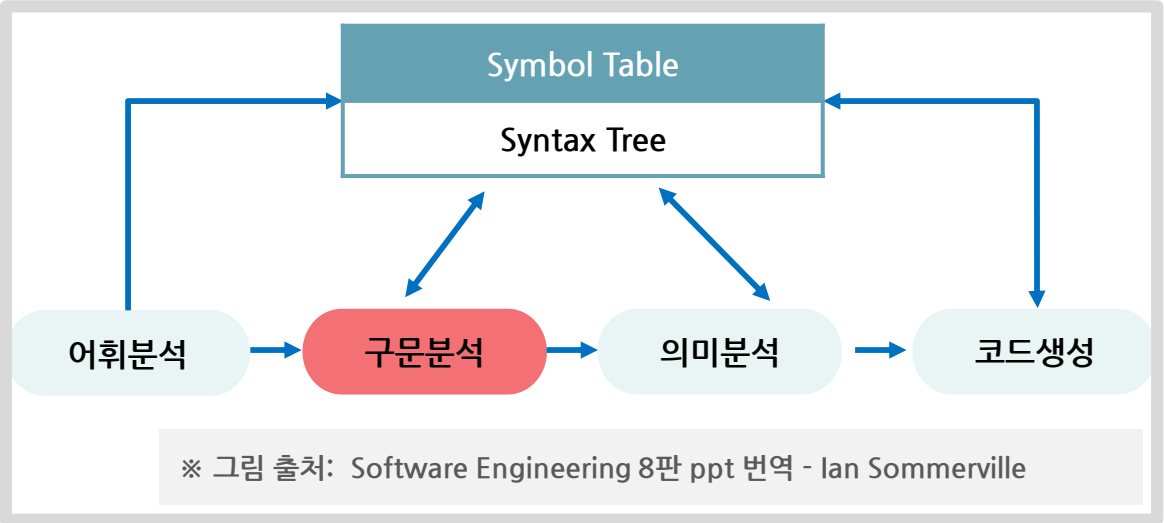 Symbol Table
Syntax Tree
어휘분석
구문분석
의미분석
코드생성
※ 그림 출처: Software Engineering 8판 ppt 번역 - Ian Sommerville